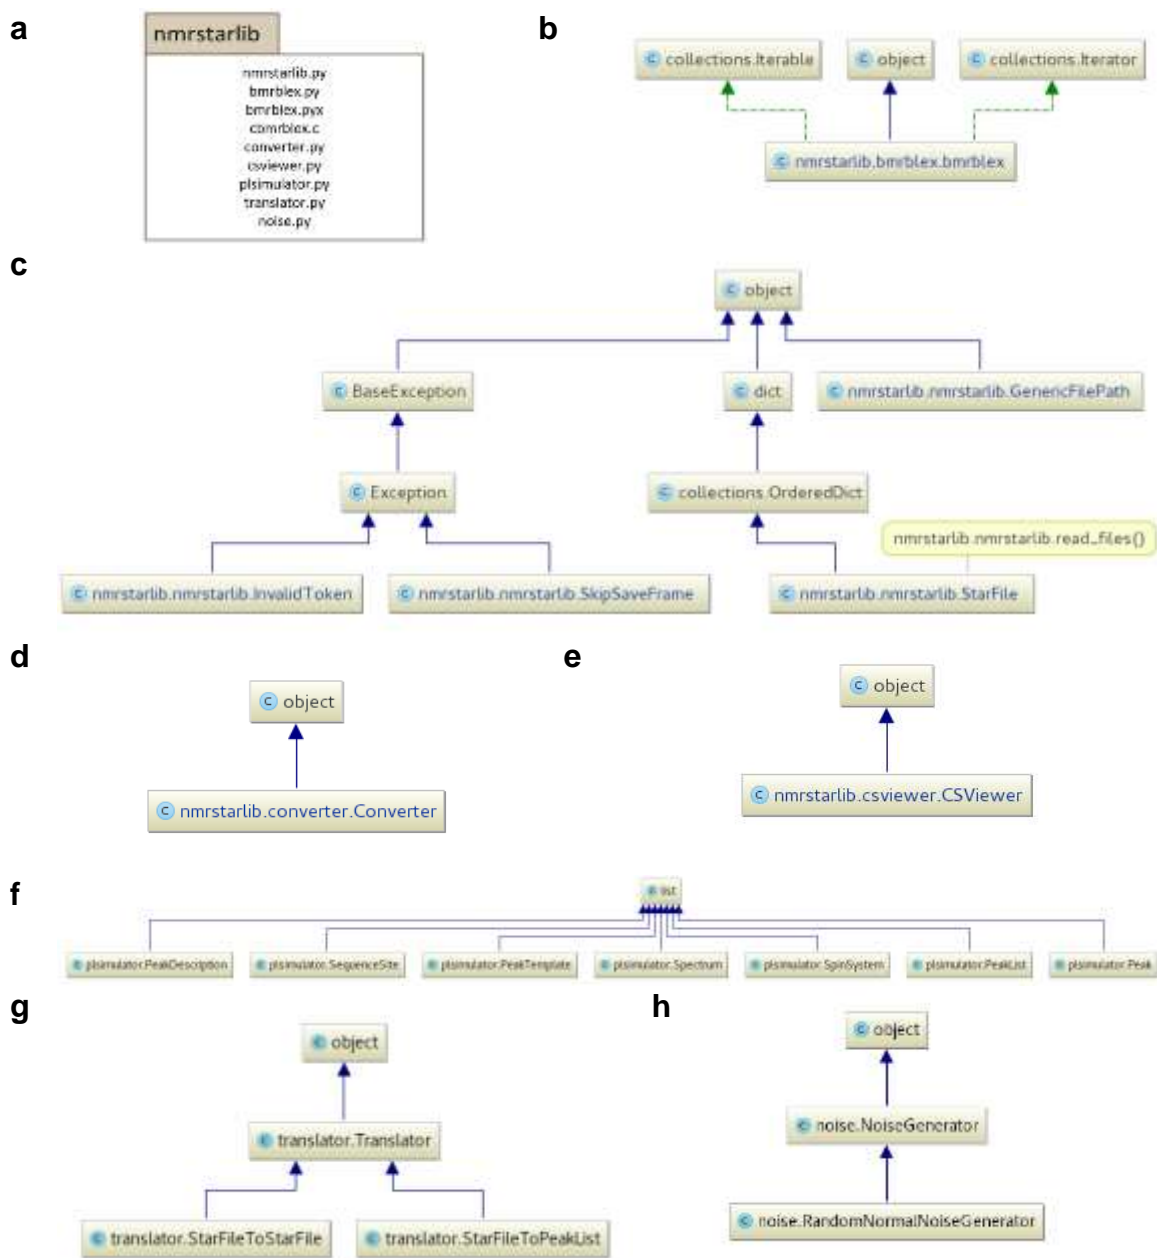 a
nmrstarlib
nmrstarlib.py
bmrblex.py
bmrblex.pyx
cbmrblex.c
converter.py
csviewer.py
plsimulator.py
translator.py
noise.py
b
C collections.Iterable
C object
C collections.Iterator
C nmrstarlib.bmrblex.bmrblex
c
C object
C BaseException
C dict
C nmrstarlib.nmrstarlib.GenericFilePath
C Exception
C collections.OrderedDict
nmrstarlib.nmrstarlib.read_files()
C nmrstarlib.nmrstarlib.InvalidToken
C nmrstarlib.nmrstarlib.SkipSaveFrame
C nmrstarlib.nmrstarlib.StarFile
d
C object
C nmrstarlib.converter.Converter
e
C object
C nmrstarlib.csviewer.CSViewer
f
C list
C plsimulator.PeakDescription
C plsimulator.SequenceSite
C plsimulator.PeakTemplate
C plsimulator.Spectrum
C plsimulator.SpinSystem
C plsimulator.PeakList
C plsimulator.Peak
g
C object
C translator.Translator
C translator.StarFileToStarFile
C translator.StarFileToPeakList
h
C object
C noise.NoiseGenerator
C noise.RandomNormalNoiseGenerator